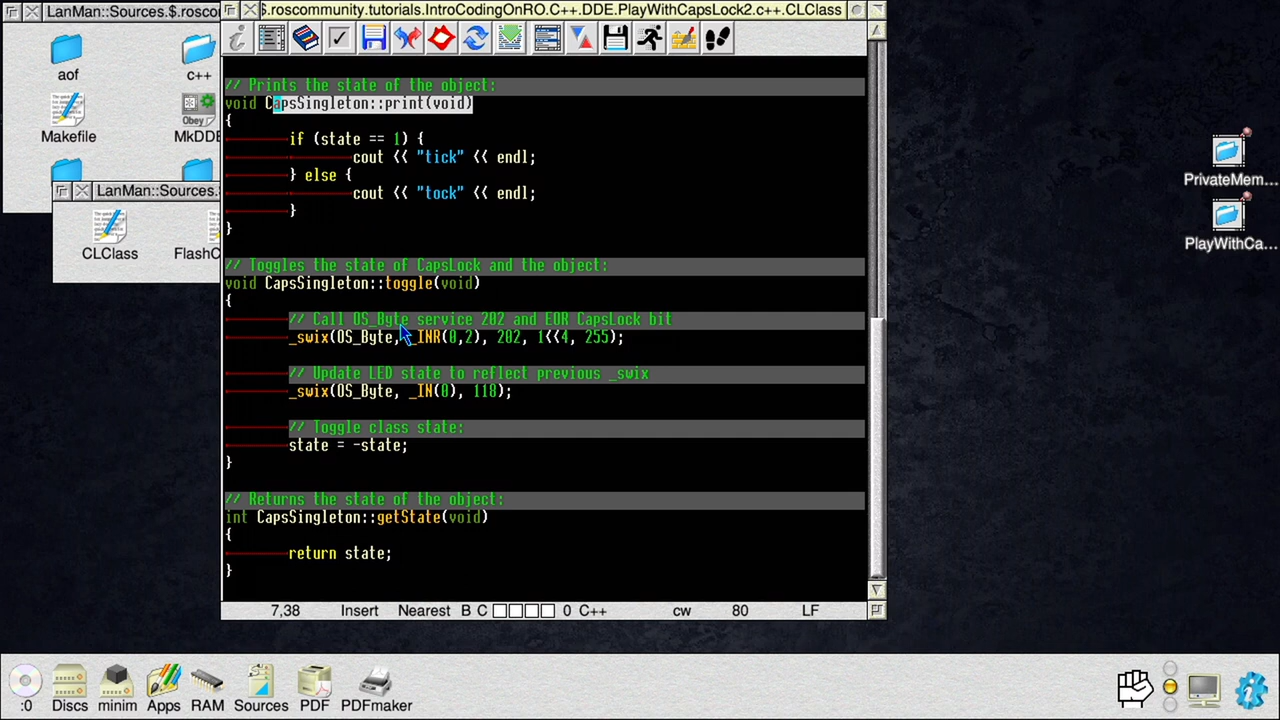 LanMan::Sources.$.roscommunity
$.roscommunity.tutorials.IntroCodingOnRO.C++.DDE.PlayWithCapsLock2.c++.CLClass
aof
c++
Makefile
Obey
MkDDE
LanMan::Sources.$.
CLClass
FlashC
// Prints the state of the object:
void CapsSingleton::print(void)
{
if (state == 1) {
cout << "tick" << endl;
} else {
cout << "tock" << endl;
}
}
// Toggles the state of CapsLock and the object:
void CapsSingleton::toggle(void)
{
// Call OS_Byte service 202 and EOR CapsLock bit
_swix(OS_Byte, _INR(0,2), 202, 1<<4, 255);
// Update LED state to reflect previous _swix
_swix(OS_Byte, _IN(0), 118);
// Toggle class state:
state = -state;
}
// Returns the state of the object:
int CapsSingleton::getState(void)
{
return state;
}
7,38 Insert Nearest B C 0 C++ cw 80 LF
PrivateMem...
PlayWithCa...
:0 Discs minim Apps RAM Sources PDF PDFmaker